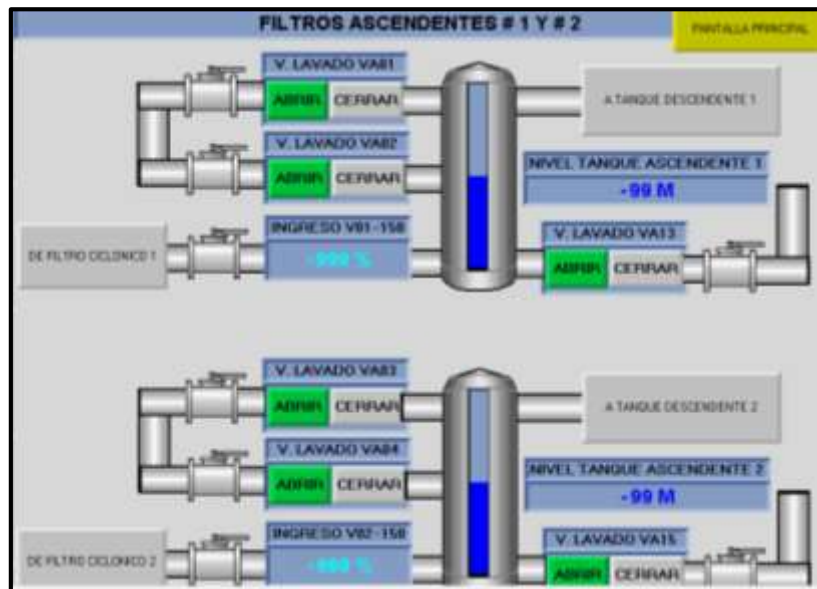 FILTROS ASCENDENTES # 1 Y # 2
PANTALLA PRINCIPAL
V. LAVADO VA01
ABRIR CERRAR
A TANQUE DESCENDENTE 1
V. LAVADO VA02
ABRIR CERRAR
NIVEL TANQUE ASCENDENTE 1
-99 M
INGRESO V01-150
-999 %
V. LAVADO VA13
DE FILTRO CICLONICO 1
ABRIR CERRAR
V. LAVADO VA03
ABRIR CERRAR
A TANQUE DESCENDENTE 2
V. LAVADO VA04
ABRIR CERRAR
NIVEL TANQUE ASCENDENTE 2
-99 M
INGRESO V02-150
-999 %
V. LAVADO VA15
DE FILTRO CICLONICO 2
ABRIR CERRAR